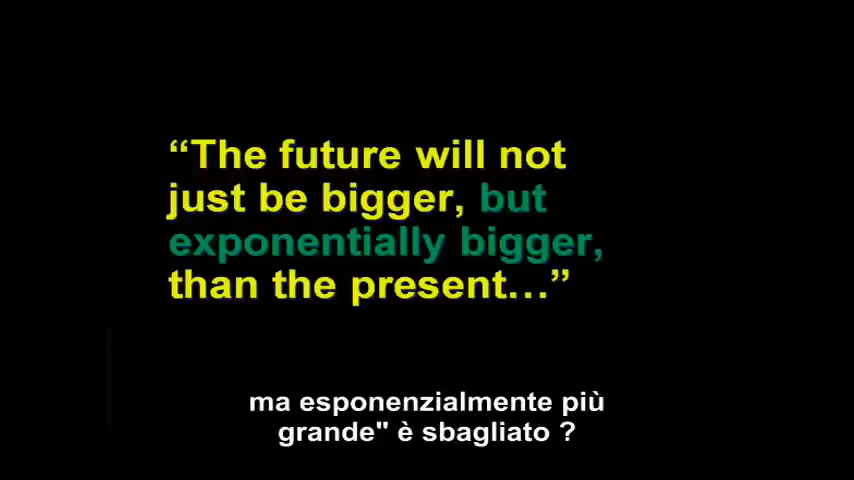 “The future will not
just be bigger, but
exponentially bigger,
than the present…”
ma esponenzialmente più
grande" è sbagliato ?